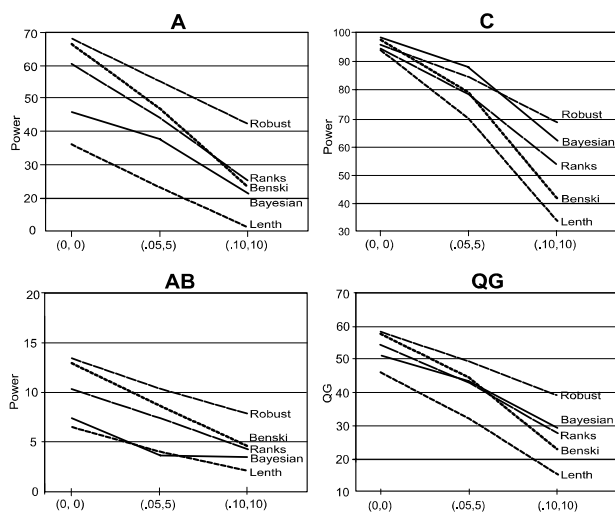 A
70
60
50
40
30
20
10
0
Power
Robust
Ranks
Benski
Bayesian
Lenth
(0, 0) (.05,5) (.10,10)
C
100
90
80
70
60
50
40
30
Power
Robust
Bayesian
Ranks
Benski
Lenth
(0, 0) (.05,5) (.10,10)
AB
20
15
10
5
0
Power
Robust
Benski
Ranks
Bayesian
Lenth
(0, 0) (.05,5) (.10,10)
QG
70
60
50
40
30
20
10
QG
Robust
Bayesian
Ranks
Benski
Lenth
(0, 0) (.05,5) (.10,10)